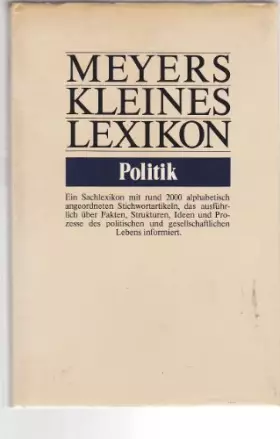 MEYERS
KLEINES
LEXIKON
Politik
Ein Sachlexikon mit rund 2000 alphabetisch
angeordneten Stichwortartikeln, das ausführ-
lich über Fakten, Strukturen, Ideen und Pro-
zesse des politischen und gesellschaftlichen
Lebens informiert.